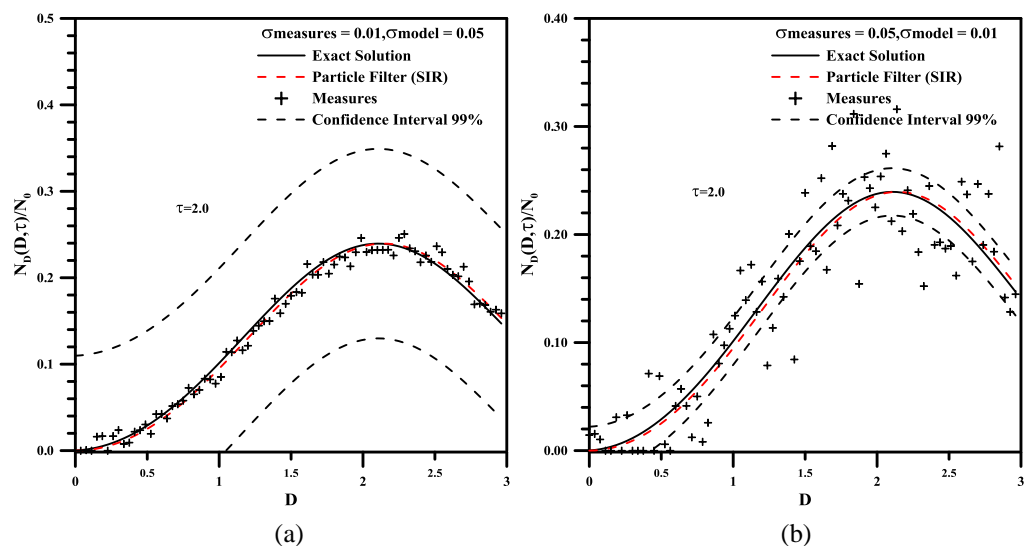 σmeasures = 0.01,σmodel = 0.05
Exact Solution
Particle Filter (SIR)
Measures
Confidence Interval 99%
τ=2.0
N_D(D,τ)/N_0
0.5
0.4
0.3
0.2
0.1
0.0
0
0.5
1
1.5
2
2.5
3
D
(a)
σmeasures = 0.05,σmodel = 0.01
Exact Solution
Particle Filter (SIR)
Measures
Confidence Interval 99%
τ=2.0
N_D(D,τ)/N_0
0.40
0.30
0.20
0.10
0.00
0
0.5
1
1.5
2
2.5
3
D
(b)